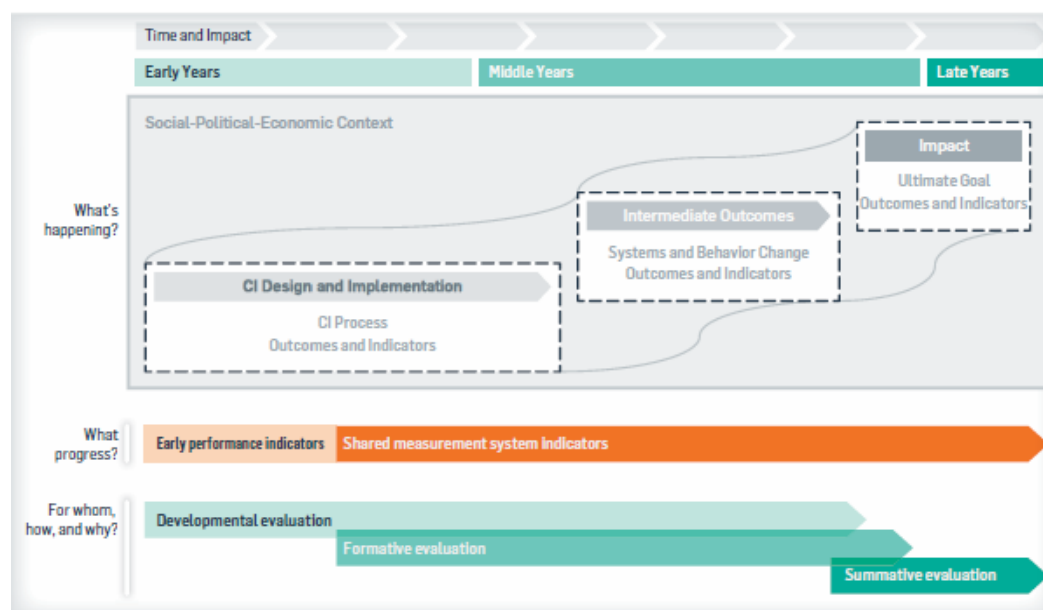 Time and Impact
Early Years
Middle Years
Late Years
Social-Political-Economic Context
Impact
Ultimate Goal
Outcomes and Indicators
What's
happening?
Intermediate Outcomes
Systems and Behavior Change
Outcomes and Indicators
CI Design and Implementation
CI Process
Outcomes and Indicators
What
progress?
Early performance indicators
Shared measurement system indicators
For whom,
how, and why?
Developmental evaluation
Formative evaluation
Summative evaluation